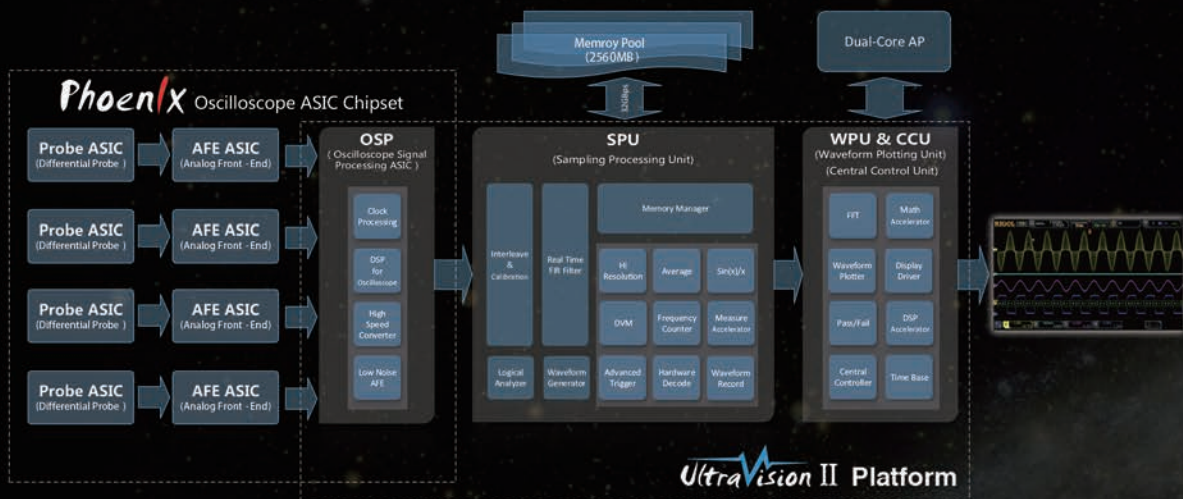 Memroy Pool
(2560MB)
Dual-Core AP
32GBps
PhoenIx Oscilloscope ASIC Chipset
Probe ASIC
(Differential Probe )
AFE ASIC
(Analog Front -End)
Probe ASIC
(Differential Probe )
AFE ASIC
(Analog Front -End)
Probe ASIC
(Differential Probe )
AFE ASIC
(Analog Front -End)
Probe ASIC
(Differential Probe )
AFE ASIC
(Analog Front -End)
OSP
( Oscilloscope Signal
Processing ASIC )
Clock
Processing
DSP
for
Oscilloscope
High
Speed
Converter
Low Noise
AFE
SPU
(Sampling Processing Unit)
Interleave
&
Calibration
Real Time
FIR Filter
Memory Manager
Hi
Resolution
Average
Sin(x)/x
DVM
Frequency
Counter
Measure
Accelerator
Logical
Analyzer
Waveform
Generator
Advanced
Trigger
Hardware
Decode
Waveform
Record
WPU & CCU
(Waveform Plotting Unit)
(Central Control Unit)
FFT
Math
Accelerator
Waveform
Plotter
Display
Driver
Pass/Fail
DSP
Accelerator
Central
Controller
Time Base
RIGOL
UltraVision II Platform